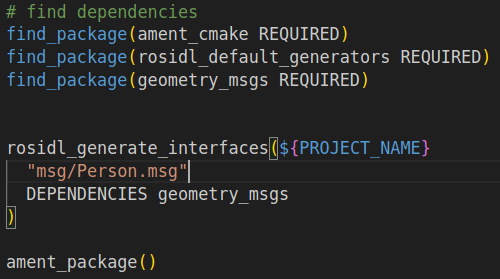 # find dependencies
find_package(ament_cmake REQUIRED)
find_package(rosidl_default_generators REQUIRED)
find_package(geometry_msgs REQUIRED)
rosidl_generate_interfaces(${PROJECT_NAME}
  "msg/Person.msg"
  DEPENDENCIES geometry_msgs
)
ament_package()